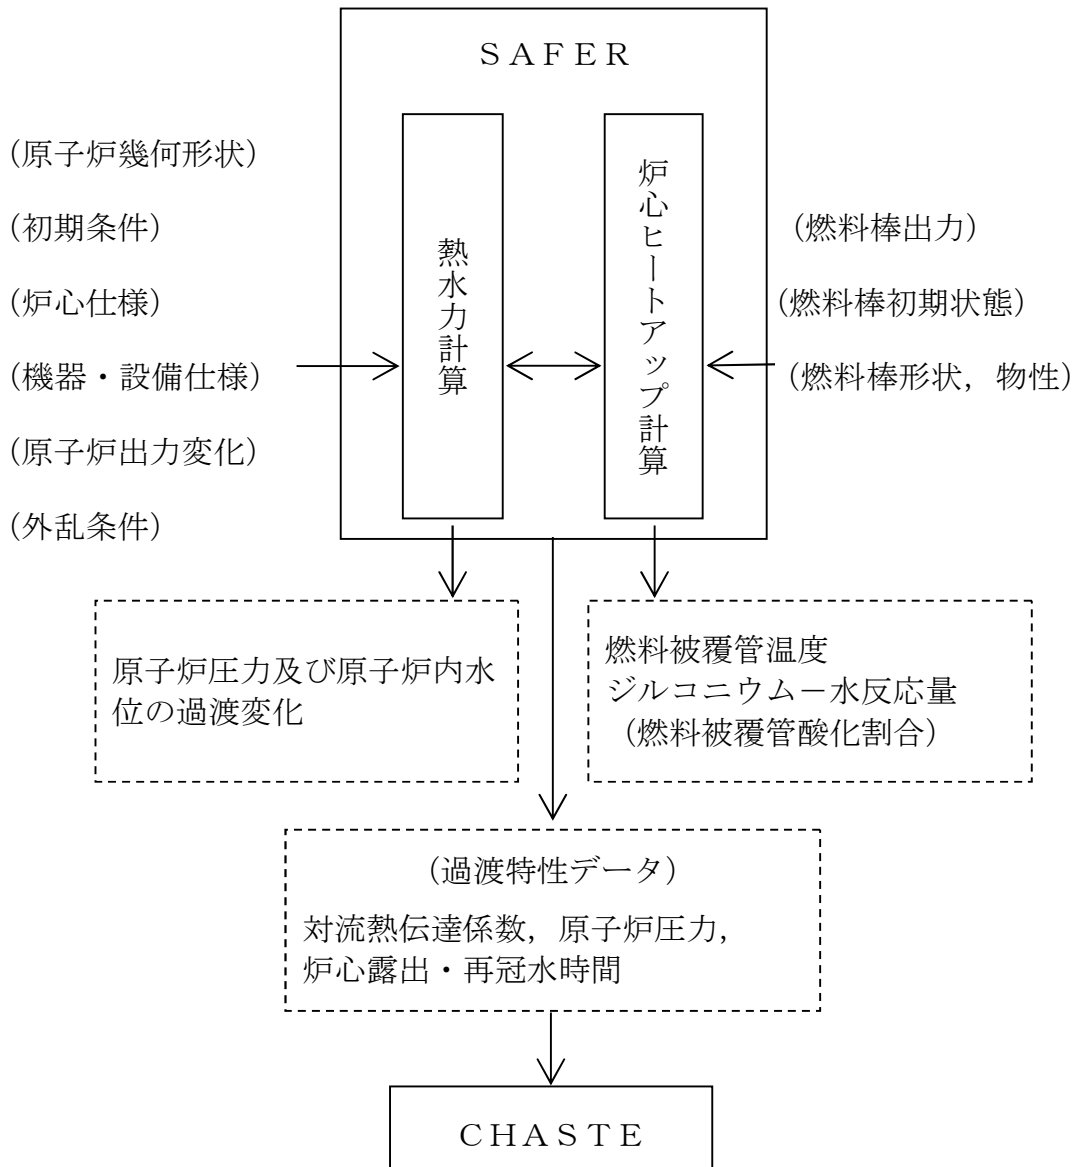 ＳＡＦＥＲ
（原子炉幾何形状）
（初期条件）
（炉心仕様）
（機器・設備仕様）
（原子炉出力変化）
（外乱条件）
熱水力計算
炉心ヒートアップ計算
（燃料棒出力）
（燃料棒初期状態）
（燃料棒形状，物性）
原子炉圧力及び原子炉内水
位の過渡変化
燃料被覆管温度
ジルコニウム－水反応量
（燃料被覆管酸化割合）
（過渡特性データ）
対流熱伝達係数，原子炉圧力，
炉心露出・再冠水時間
ＣＨＡＳＴＥ